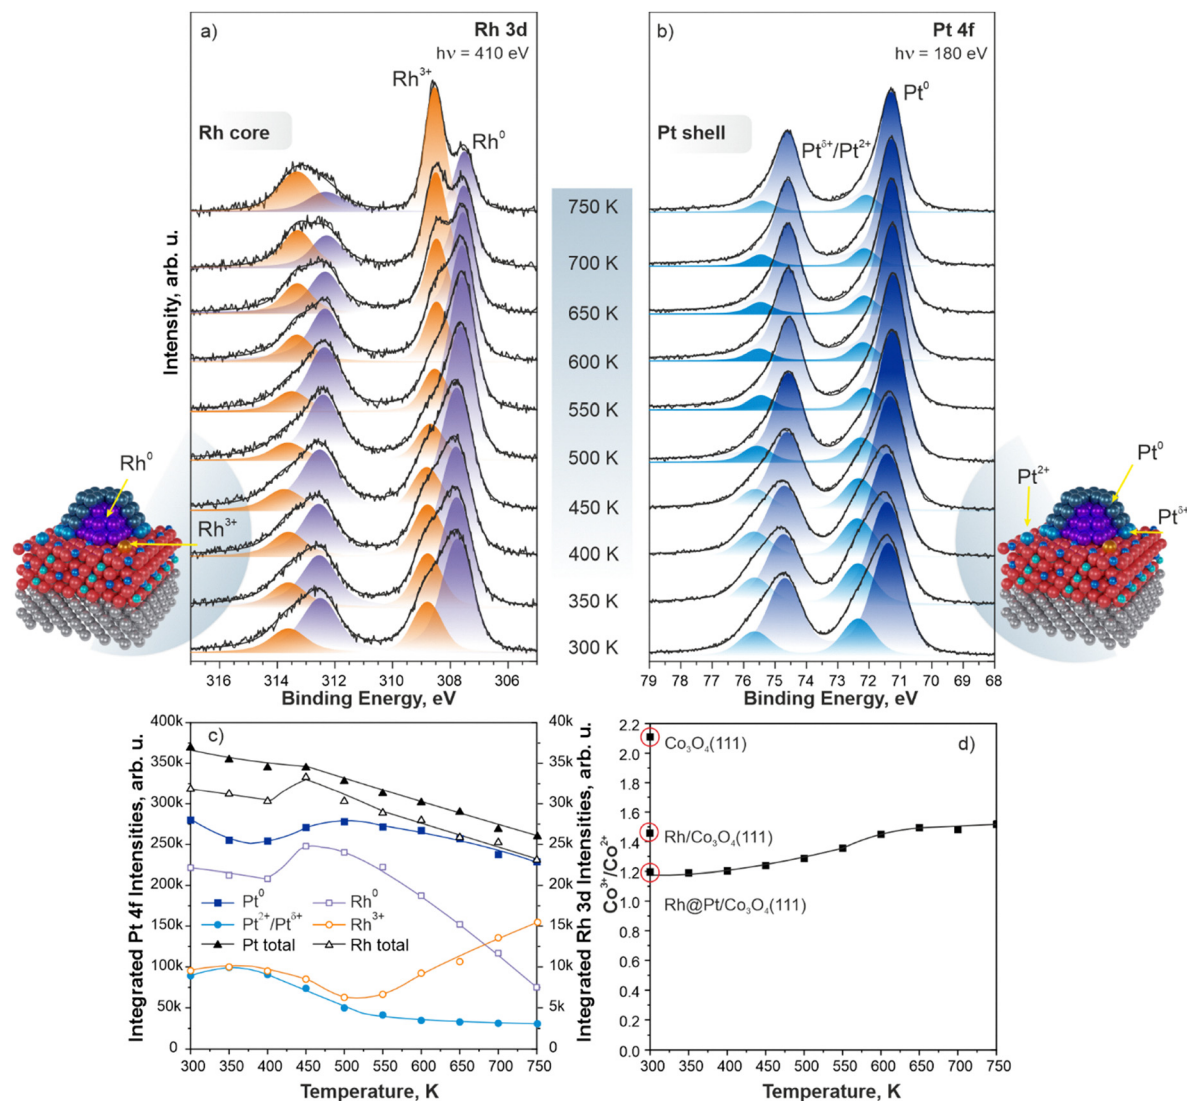 a)
Rh 3d
hν = 410 eV
Rh³⁺
Rh⁰
Rh core
Intensity, arb. u.
316 314 312 310 308 306
Binding Energy, eV
b)
Pt 4f
hν = 180 eV
Pt⁰
Pt shell
Ptᵟ⁺/Pt²⁺
79 78 77 76 75 74 73 72 71 70 69 68
Binding Energy, eV
750 K
700 K
650 K
600 K
550 K
500 K
450 K
400 K
350 K
300 K
Rh⁰
Rh³⁺
Pt²⁺
Pt⁰
Ptᵟ⁺
c)
Integrated Pt 4f Intensities, arb. u.
400k
350k
300k
250k
200k
150k
100k
50k
0
Pt⁰
Rh⁰
Pt²⁺/Ptᵟ⁺
Rh³⁺
Pt total
Rh total
40k
35k
30k
25k
20k
15k
10k
5k
0
Integrated Rh 3d Intensities, arb. u.
300 350 400 450 500 550 600 650 700 750
Temperature, K
d)
Co³⁺/Co²⁺
2.2
2.0
1.8
1.6
1.4
1.2
1.0
0.8
0.6
0.4
0.2
0.0
Co₃O₄(111)
Rh/Co₃O₄(111)
Rh@Pt/Co₃O₄(111)
300 350 400 450 500 550 600 650 700 750
Temperature, K